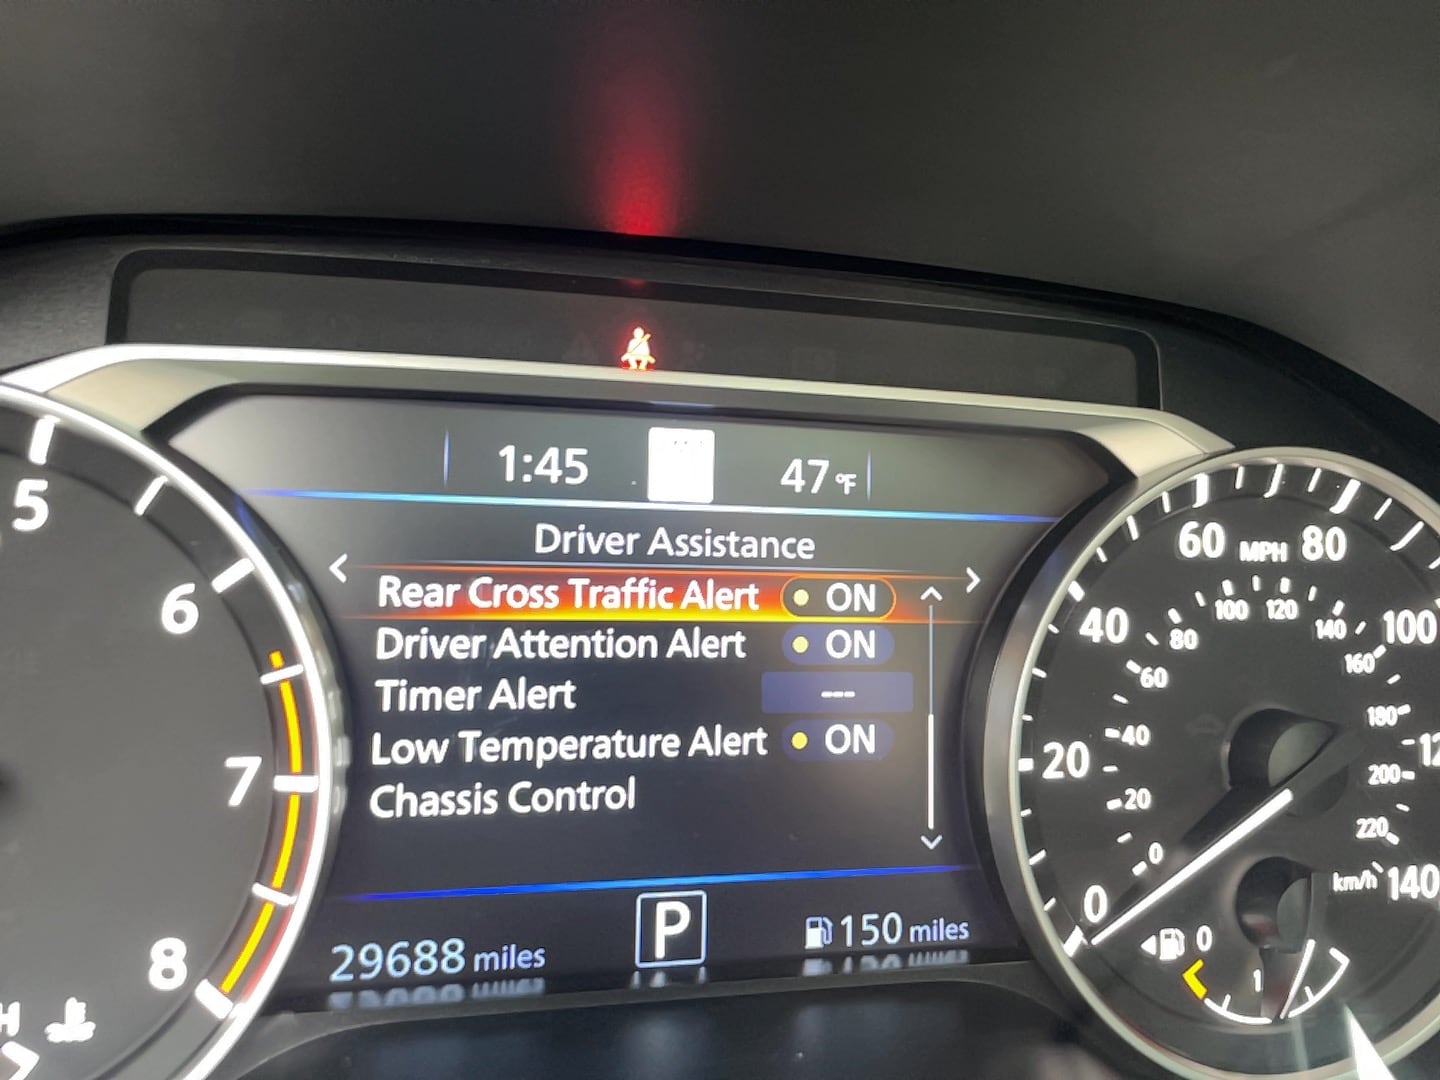 1:45 47 °F
Driver Assistance
Rear Cross Traffic Alert ON
Driver Attention Alert ON
Timer Alert ---
Low Temperature Alert ON
Chassis Control
29688 miles P 150 miles
5
6
7
8
H
0
20
40
60
MPH
80
100
140
0
20
40
60
80
100
120
140
160
180
200
220
km/h
0
1